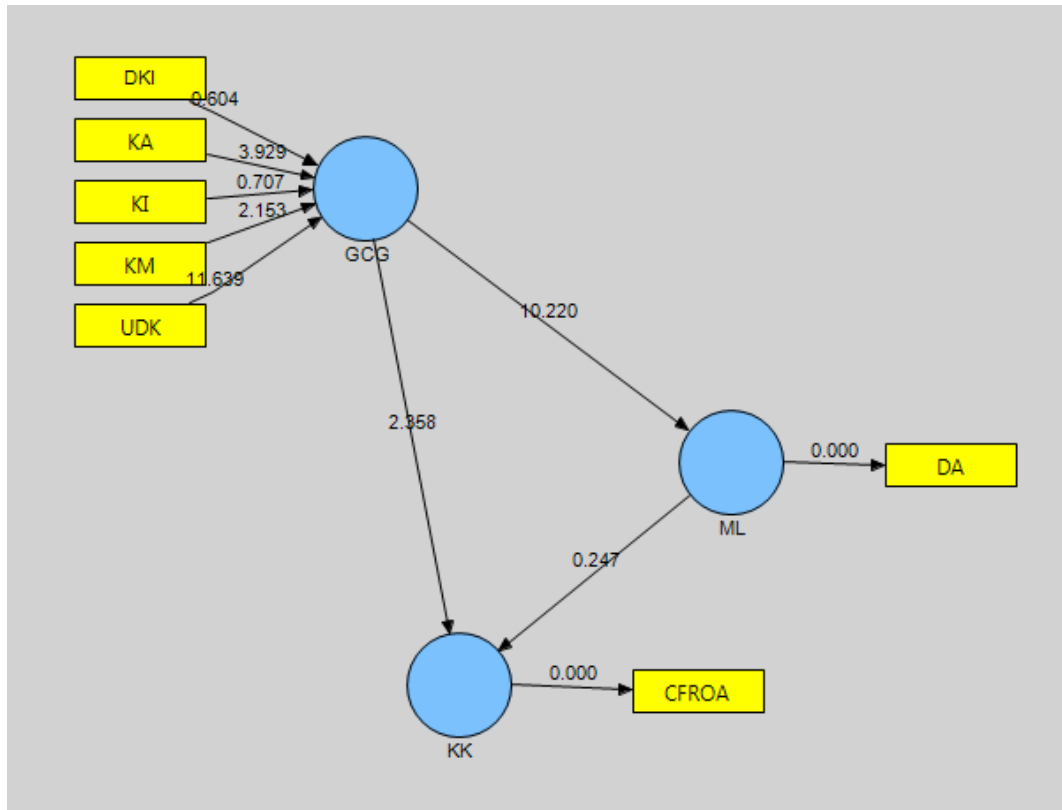 DKI
0.604
KA
3.929
KI
0.707
KM
2.153
UDK
11.639
GCG
10.220
2.358
ML
0.000
DA
0.247
KK
0.000
CFROA